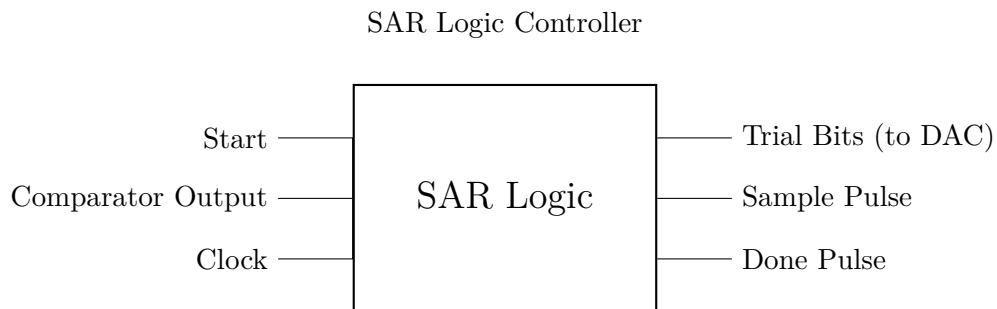 SAR Logic Controller
Start
Trial Bits (to DAC)
Comparator Output
SAR Logic
Sample Pulse
Clock
Done Pulse